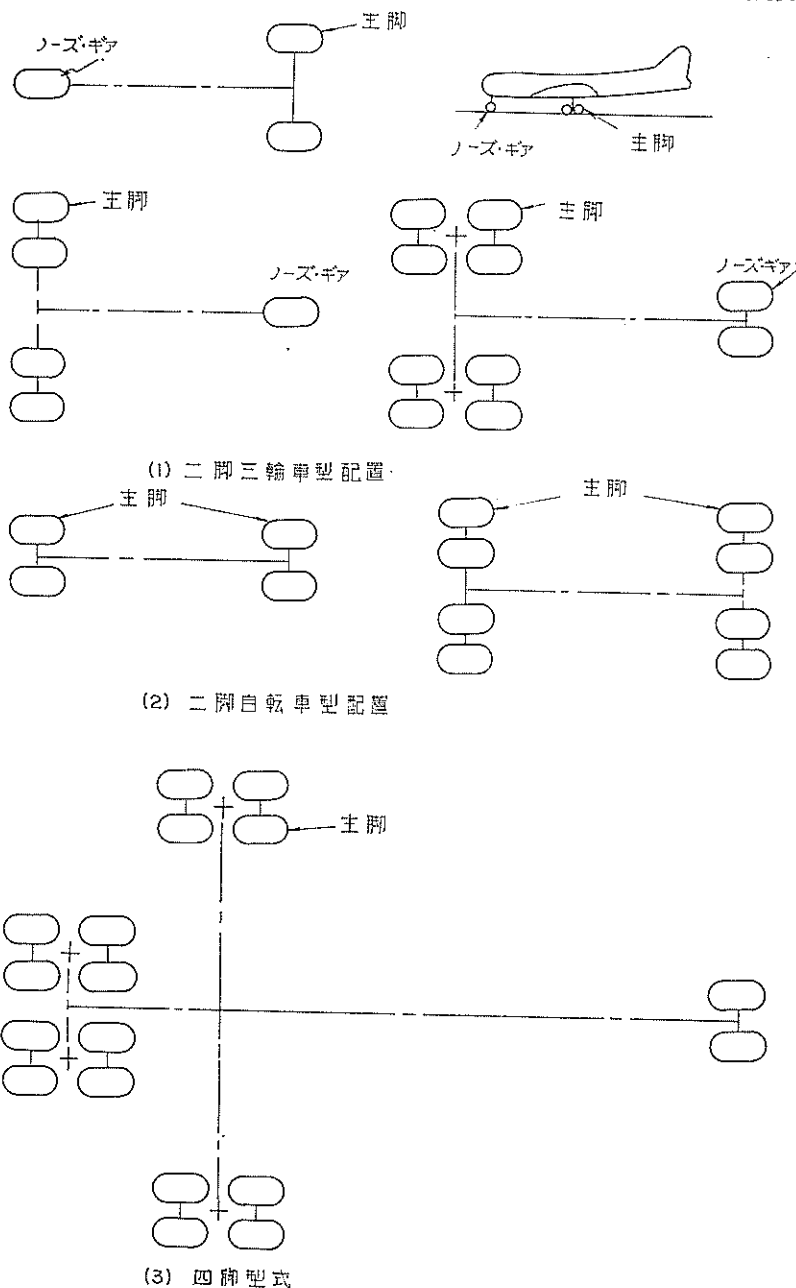 主脚
ノーズ・ギア
ノーズ・ギア
主脚
主脚
主脚
ノーズ・ギア
ノーズ・ギア
(1) 二脚三輪車型配置
主脚
主脚
(2) 二脚自転車型配置
主脚
(3) 四脚型式